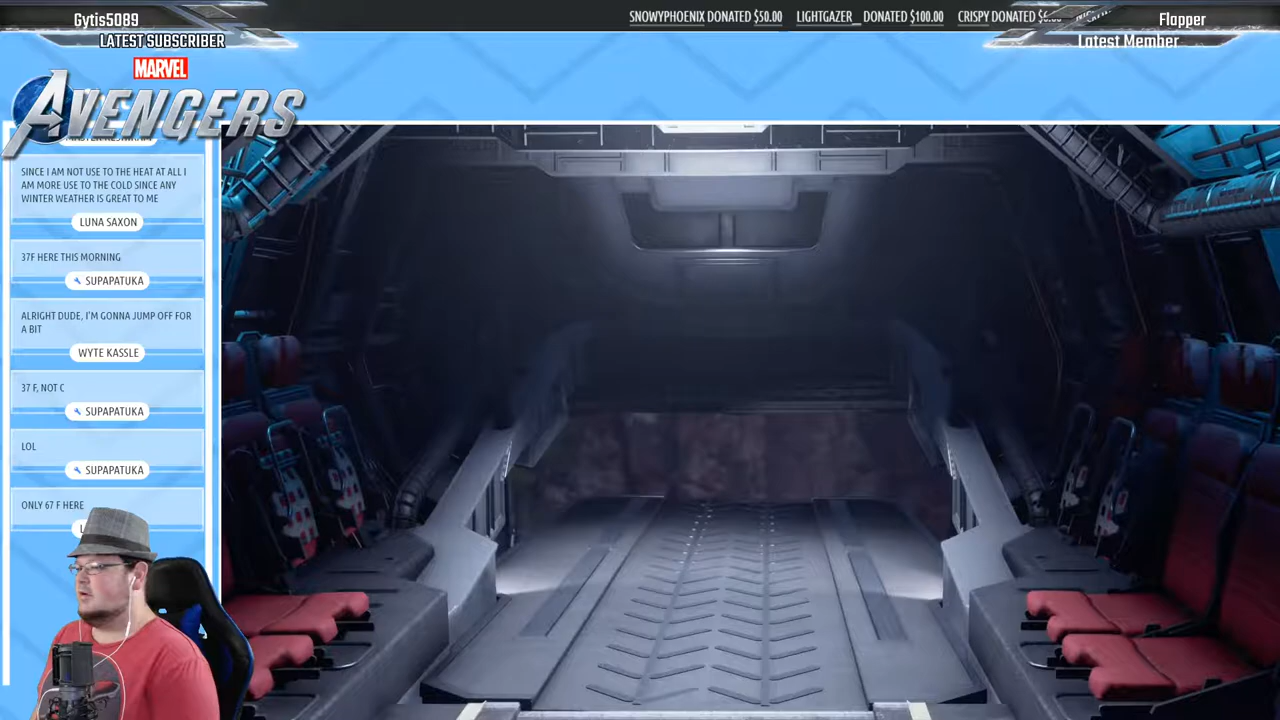 Gytis5089
LATEST SUBSCRIBER
SNOWYPHOENIX DONATED $50.00 LIGHTGAZER_ DONATED $100.00 CRISPY DONATED
Flapper
Latest Member
MARVEL
AVENGERS
SINCE I AM NOT USE TO THE HEAT AT ALL I
AM MORE USE TO THE COLD SINCE ANY
WINTER WEATHER IS GREAT TO ME
LUNA SAXON
37F HERE THIS MORNING
SUPAPATUKA
ALRIGHT DUDE, I'M GONNA JUMP OFF FOR
A BIT
WYTE KASSLE
37 F, NOT C
SUPAPATUKA
LOL
SUPAPATUKA
ONLY 67 F HERE